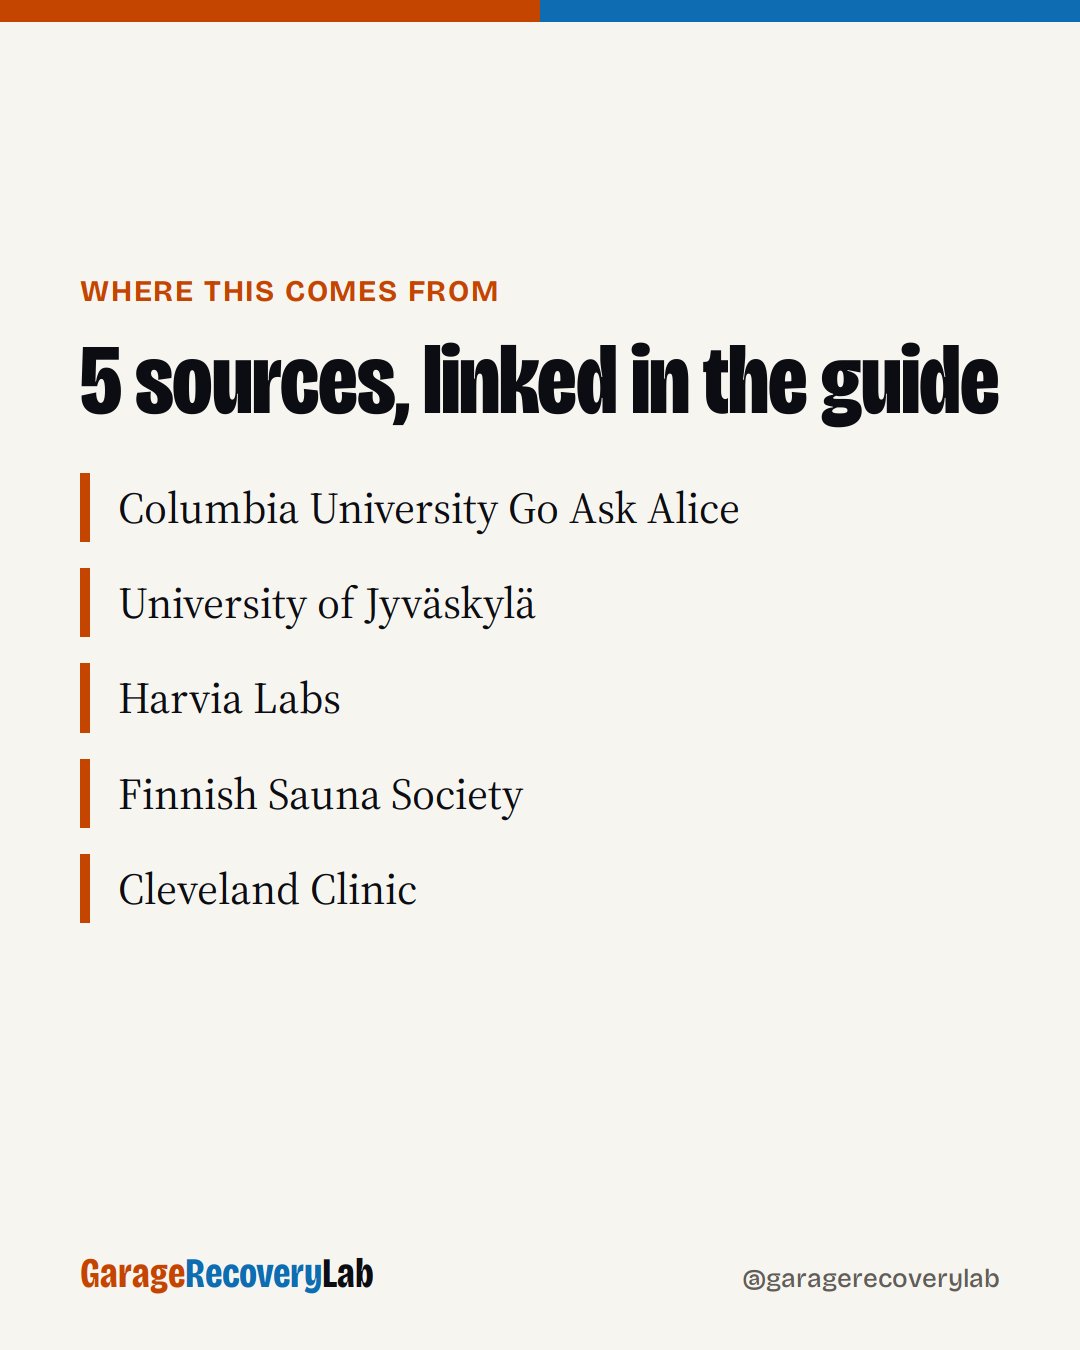 WHERE THIS COMES FROM
5 sources, linked in the guide
Columbia University Go Ask Alice
University of Jyväskylä
Harvia Labs
Finnish Sauna Society
Cleveland Clinic
GarageRecoveryLab
@garagerecoverylab